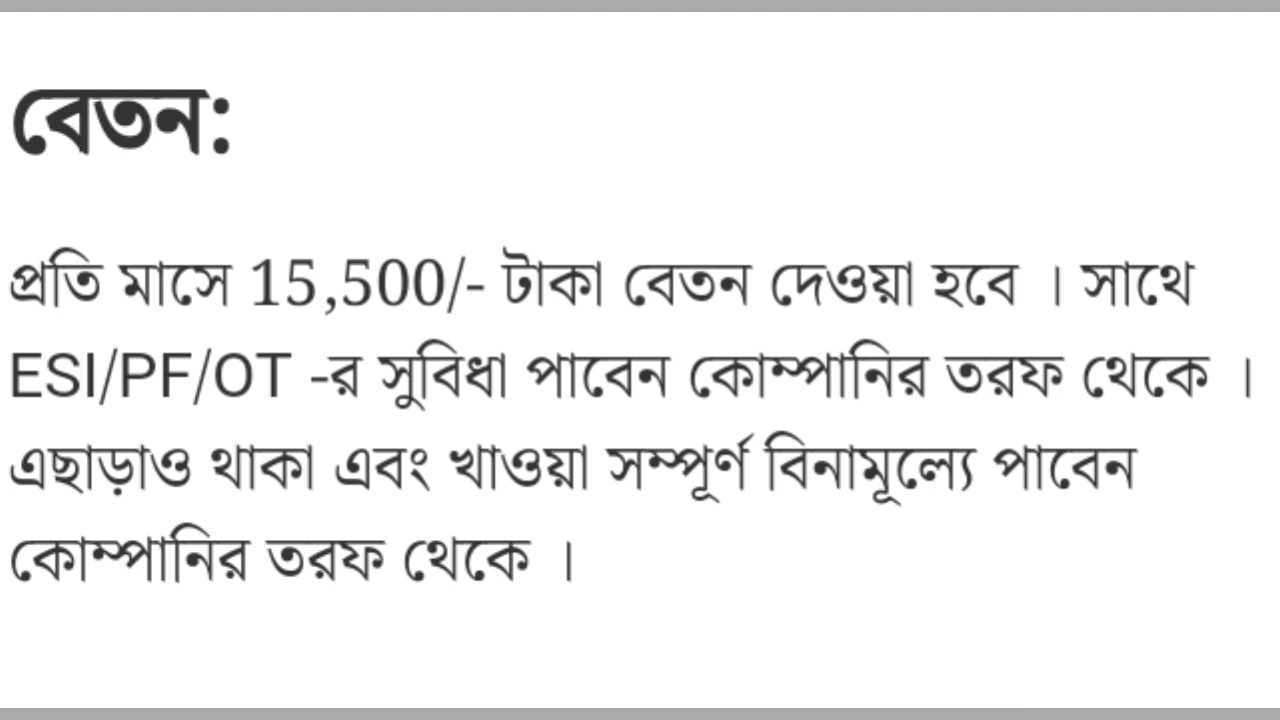 বেতন:
প্রতি মাসে 15,500/- টাকা বেতন দেওয়া হবে । সাথে
ESI/PF/OT -র সুবিধা পাবেন কোম্পানির তরফ থেকে ।
এছাড়াও থাকা এবং খাওয়া সম্পূর্ণ বিনামূল্যে পাবেন
কোম্পানির তরফ থেকে ।